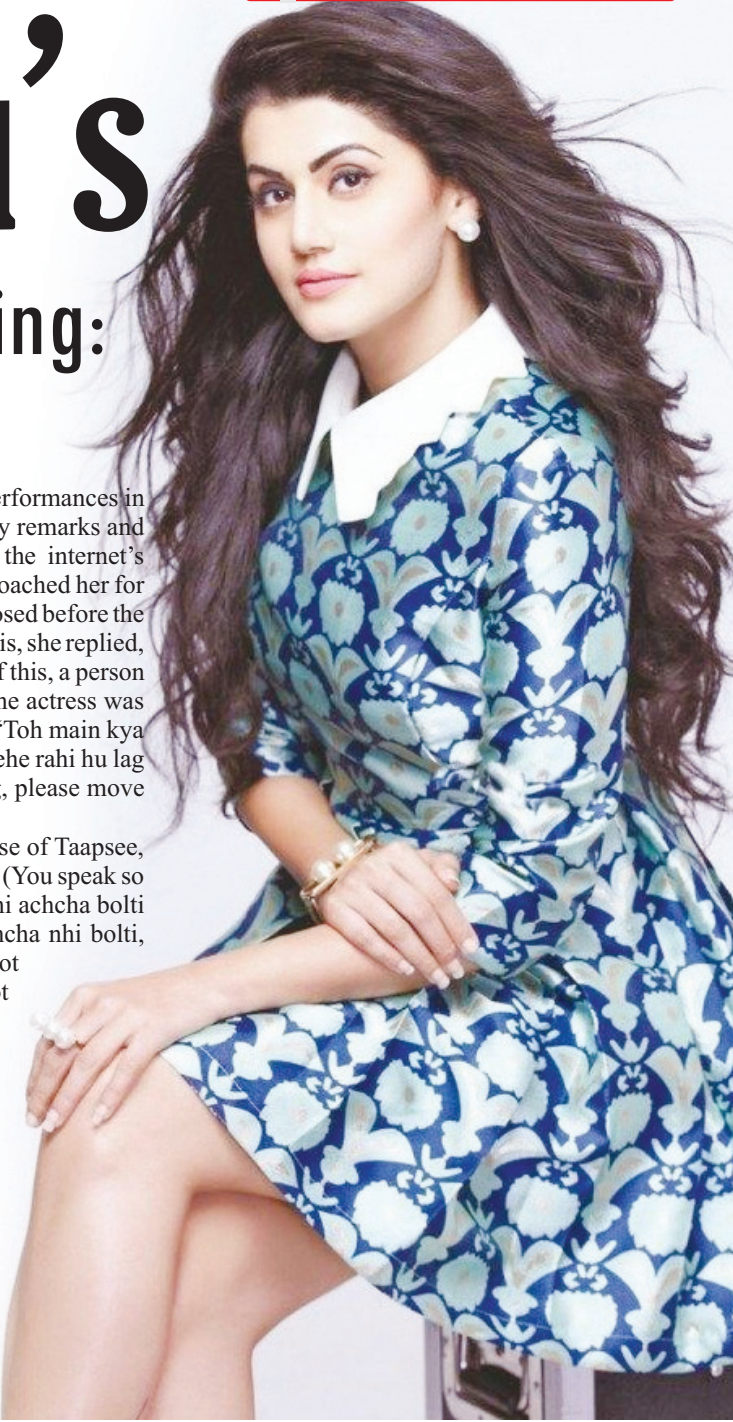 ’s
ing:
erformances in
y remarks and
the internet’s
oached her for
osed before the
is, she replied,
f this, a person
he actress was
‘Toh main kya
ehe rahi hu lag
, please move
se of Taapsee,
(You speak so
hi achcha bolti
hcha nhi bolti,
ot
ot